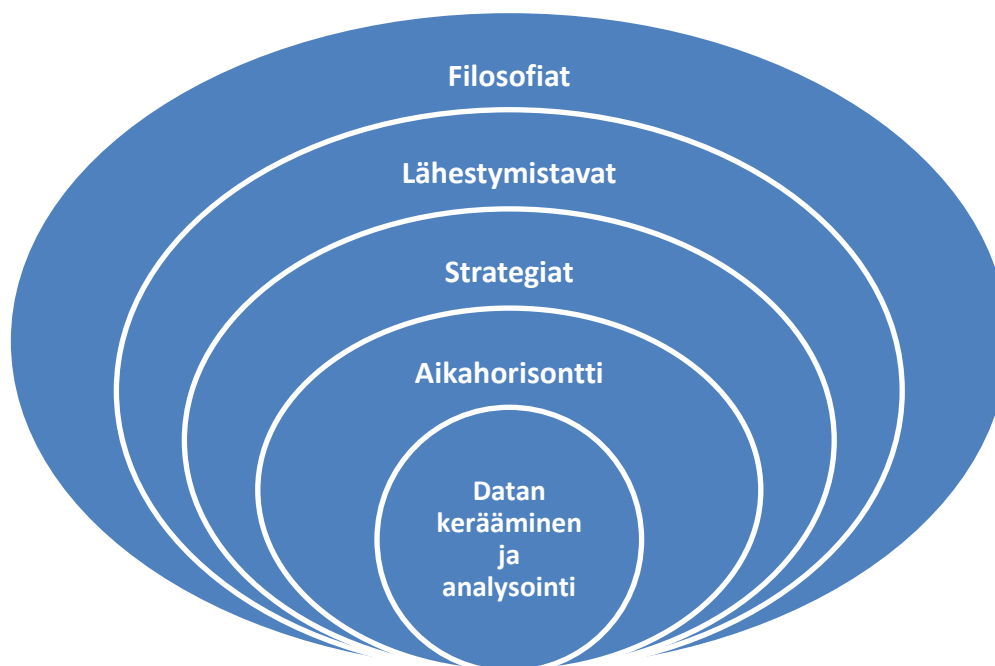 Filosofiat
Lähestymistavat
Strategiat
Aikahorisontti
Datan
kerääminen
ja
analysointi